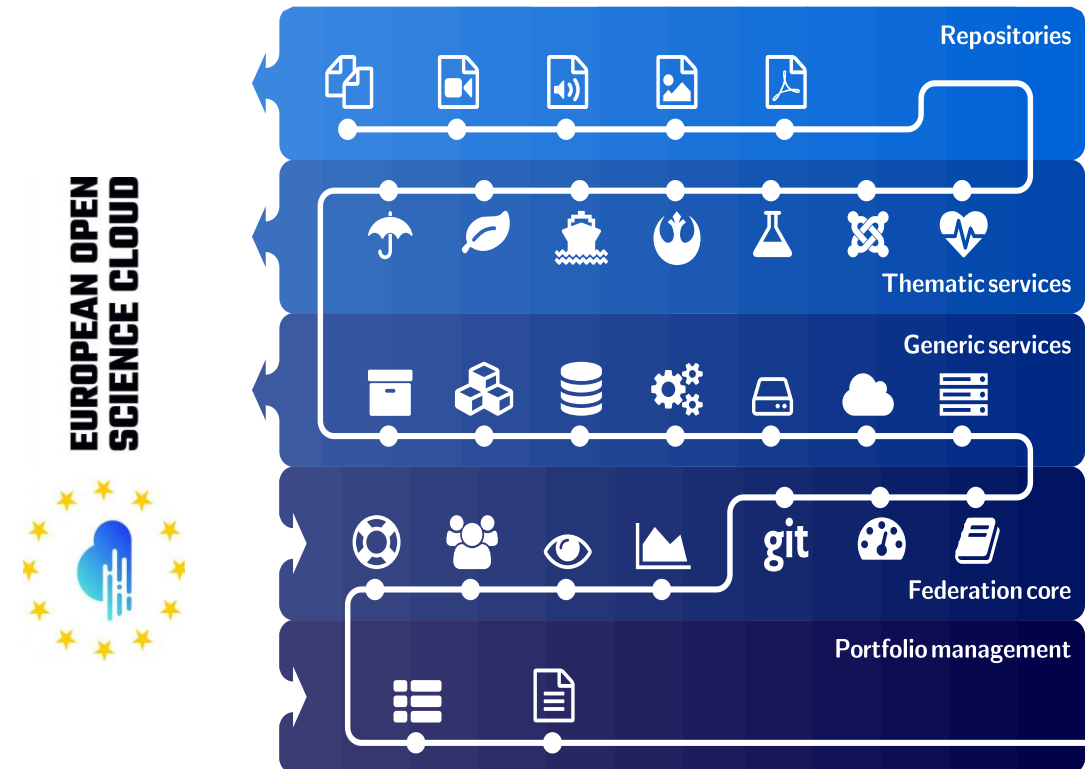 EUROPEAN OPEN
SCIENCE CLOUD
Repositories
Thematic services
Generic services
git
Federation core
Portfolio management